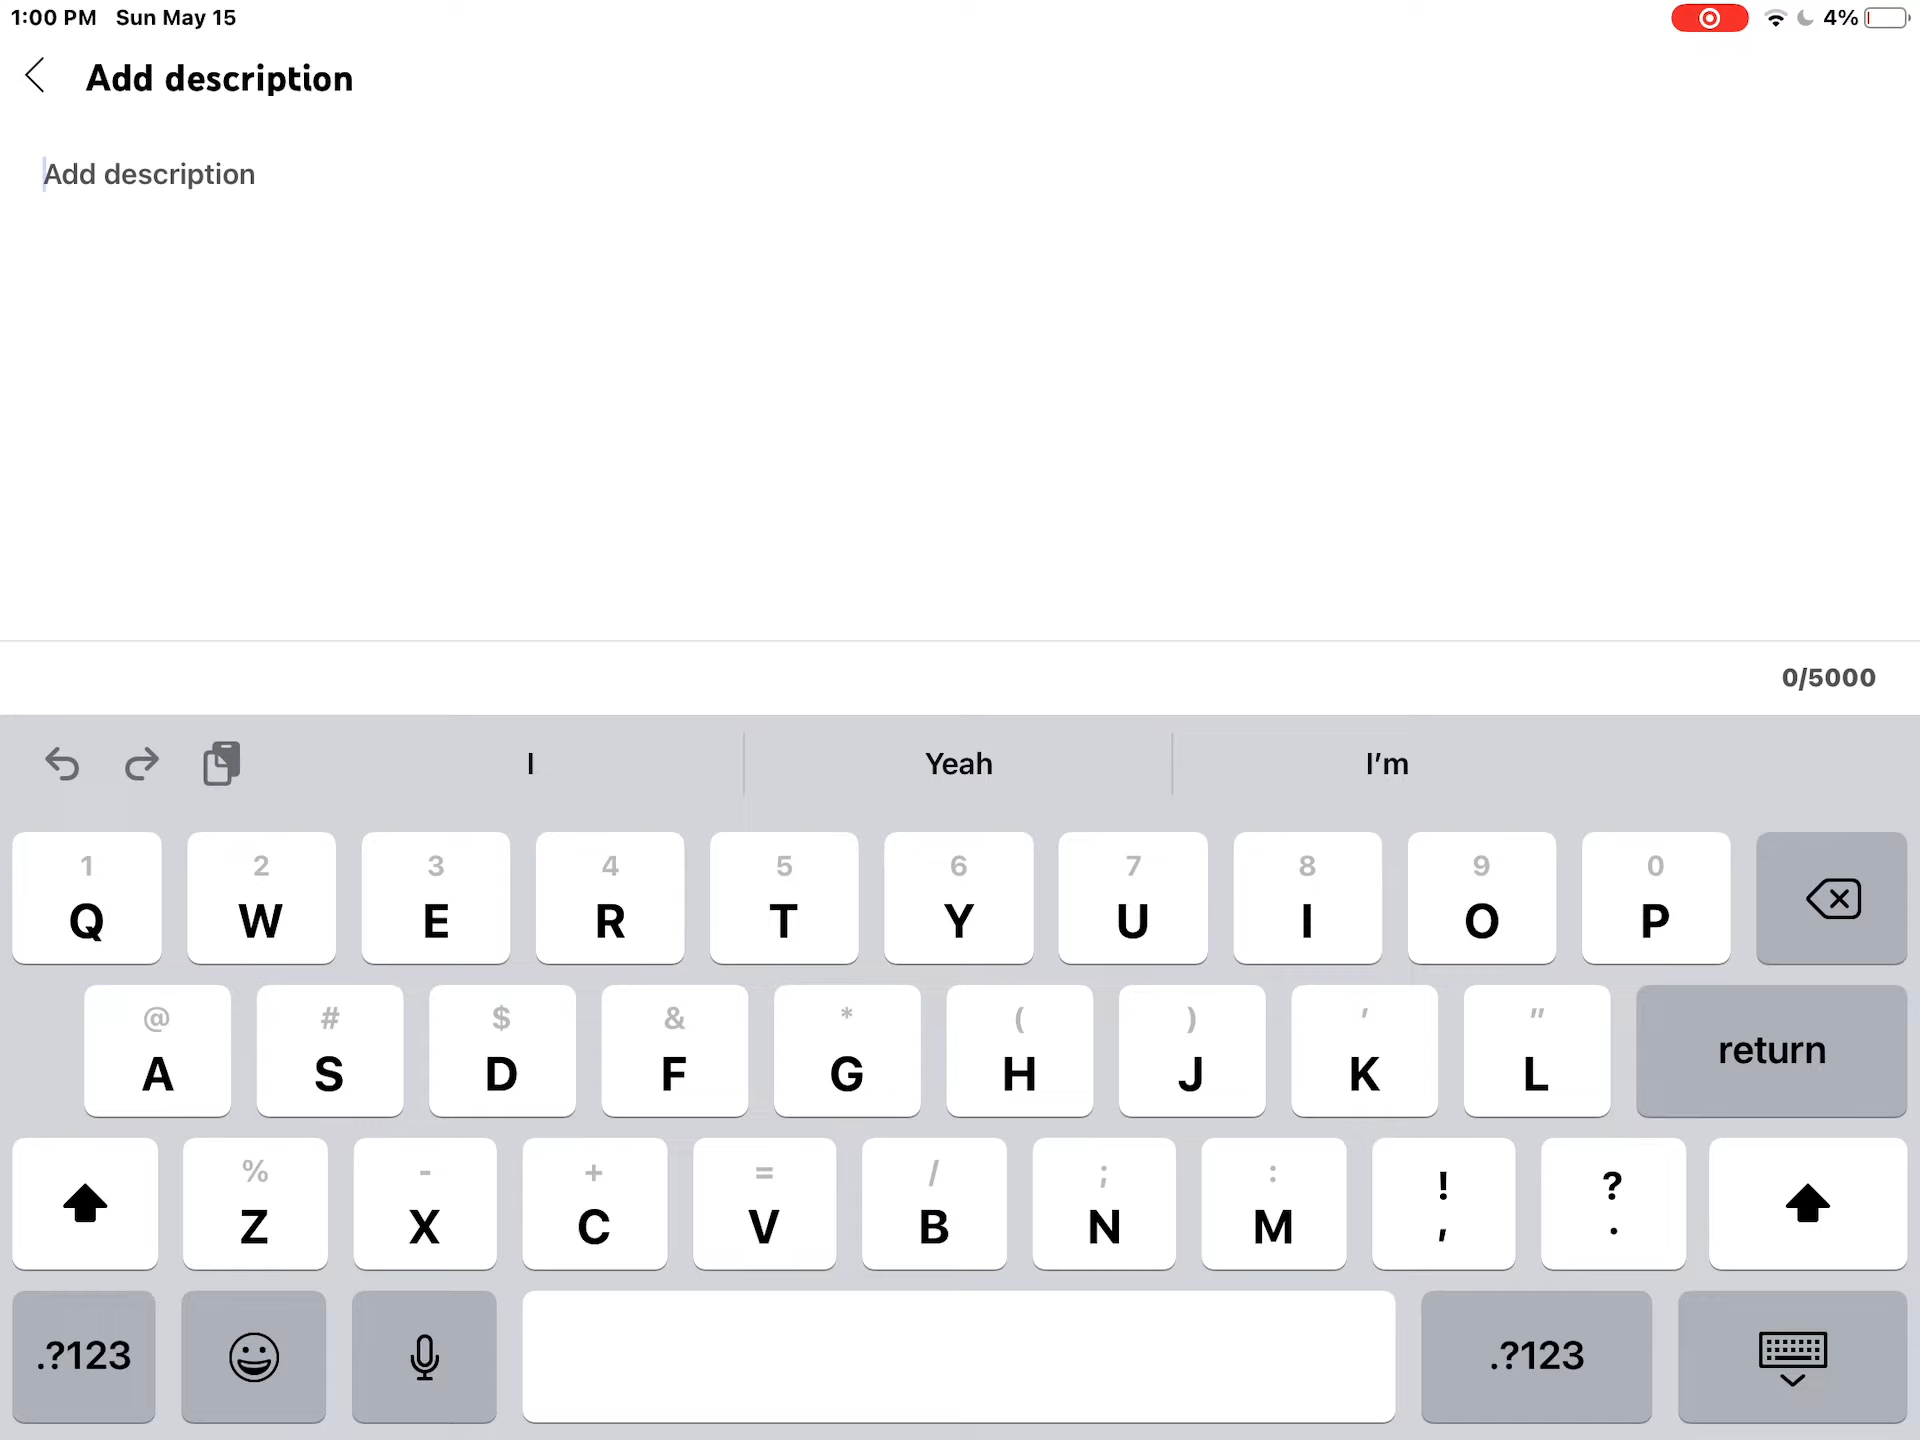 1:00 PM Sun May 15 4%
Add description
Add description
0/5000
I Yeah I'm
1 2 3 4 5 6 7 8 9 0
Q W E R T Y U I O P
@ # $ & * ( ) ' "
A S D F G H J K L return
% - + = / ; : ! ?
Z X C V B N M , .
.?123 .?123